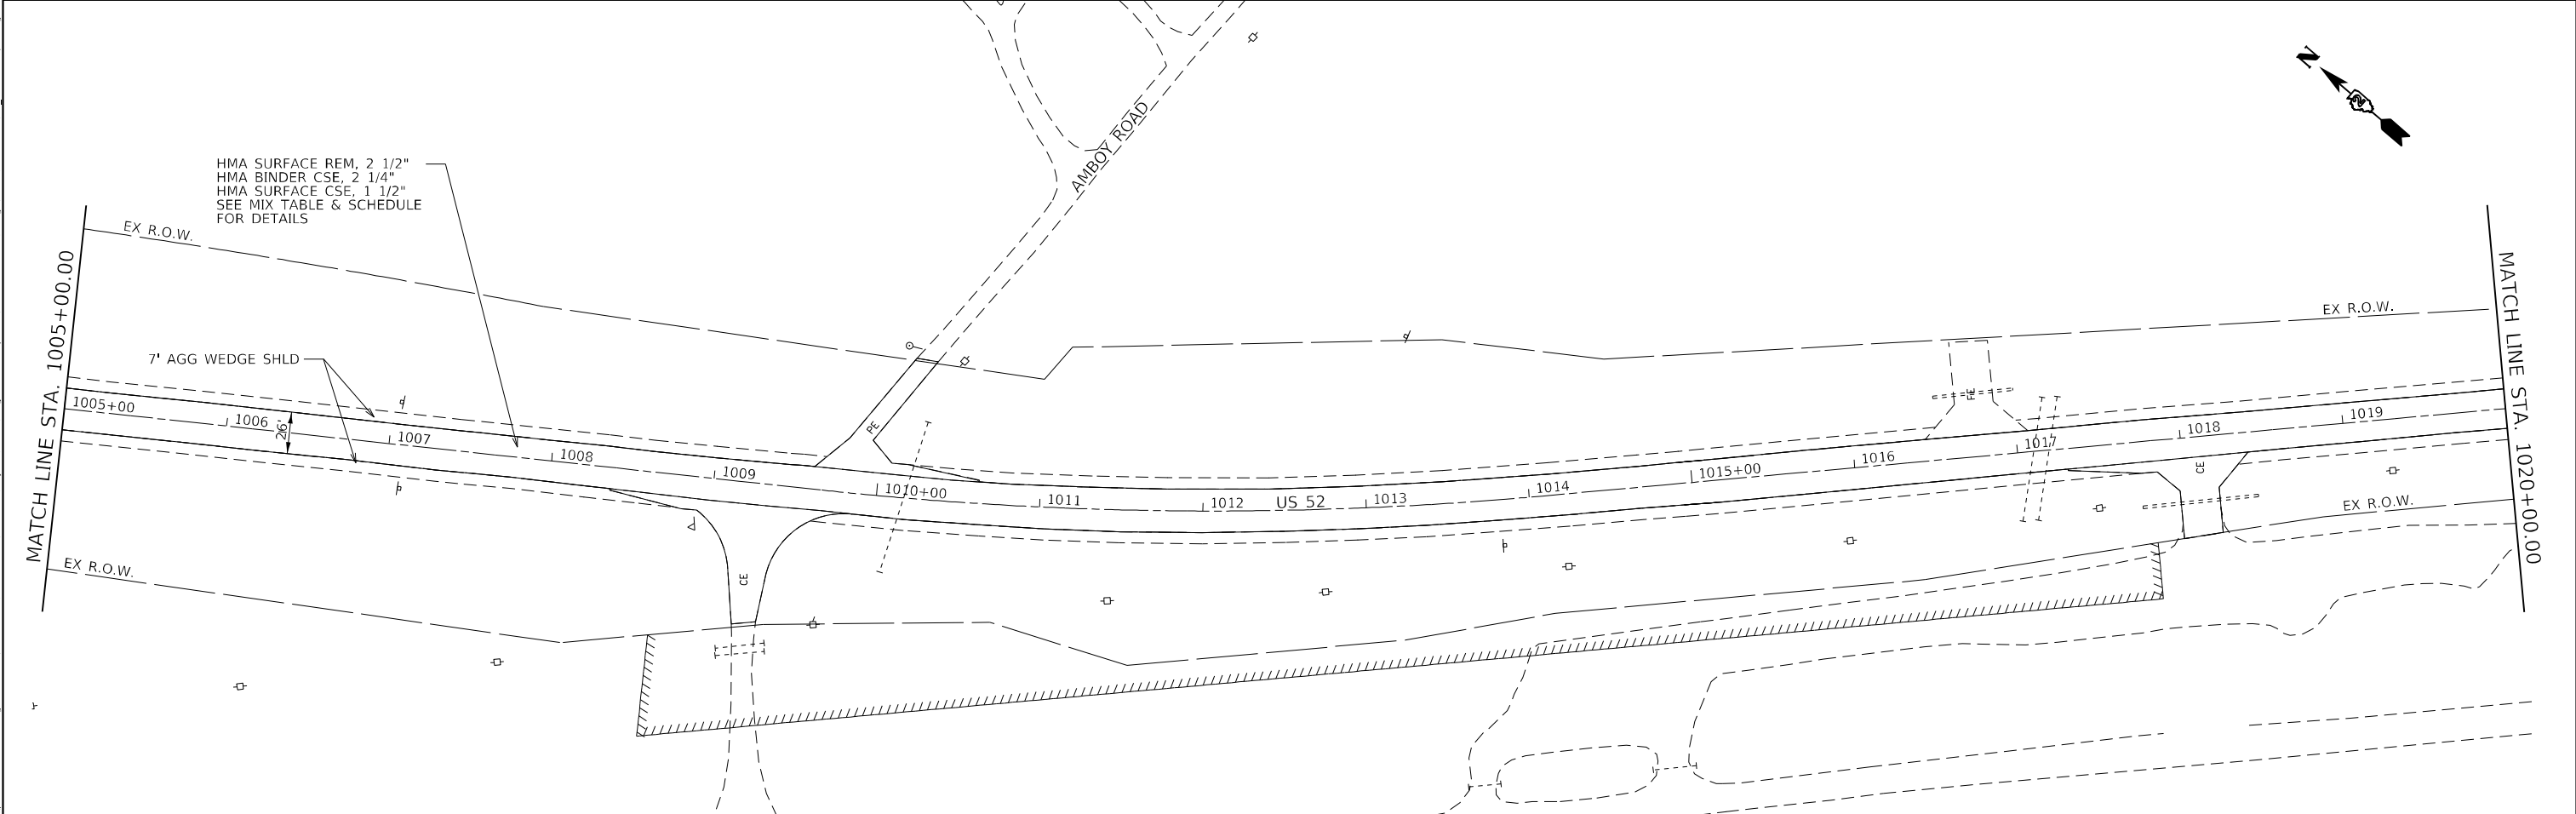 N
2
AMBOY ROAD
HMA SURFACE REM, 2 1/2"
HMA BINDER CSE, 2 1/4"
HMA SURFACE CSE, 1 1/2"
SEE MIX TABLE & SCHEDULE
FOR DETAILS
EX R.O.W.
EX R.O.W.
MATCH LINE STA. 1005+00.00
MATCH LINE STA. 1020+00.00
7' AGG WEDGE SHLD
1005+00
1006
26'
1007
1008
1009
1010+00
1011
1012
US 52
1013
1014
1015+00
1016
1017
1018
1019
PE
FE
CE
EX R.O.W.
EX R.O.W.
CE